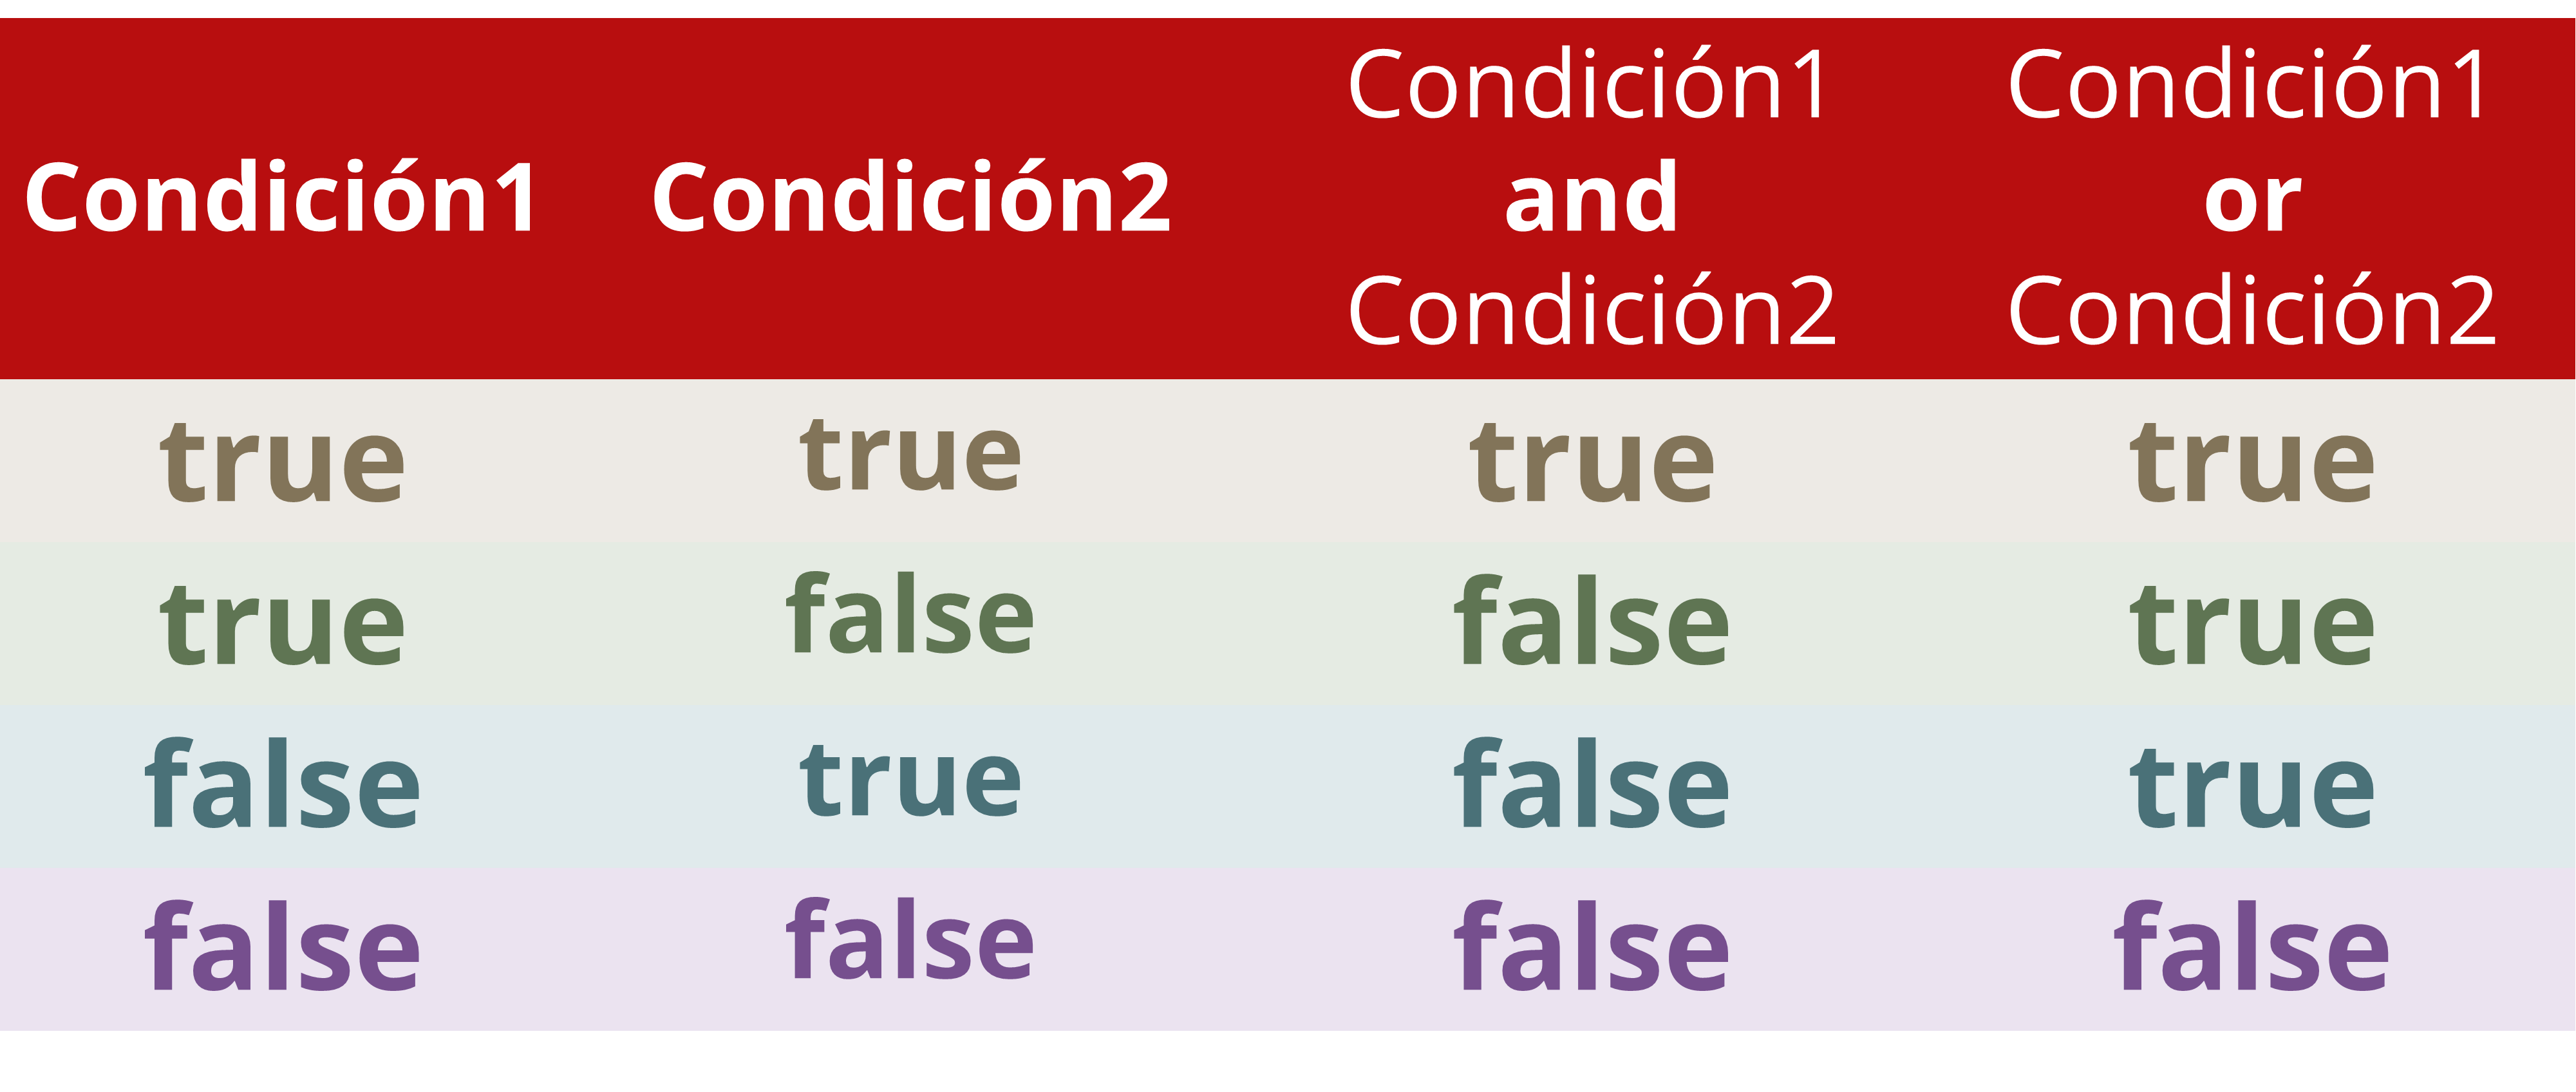 Condición1 Condición2 Condición1 and Condición2 Condición1 or Condición2
true true true true
true false false true
false true false true
false false false false